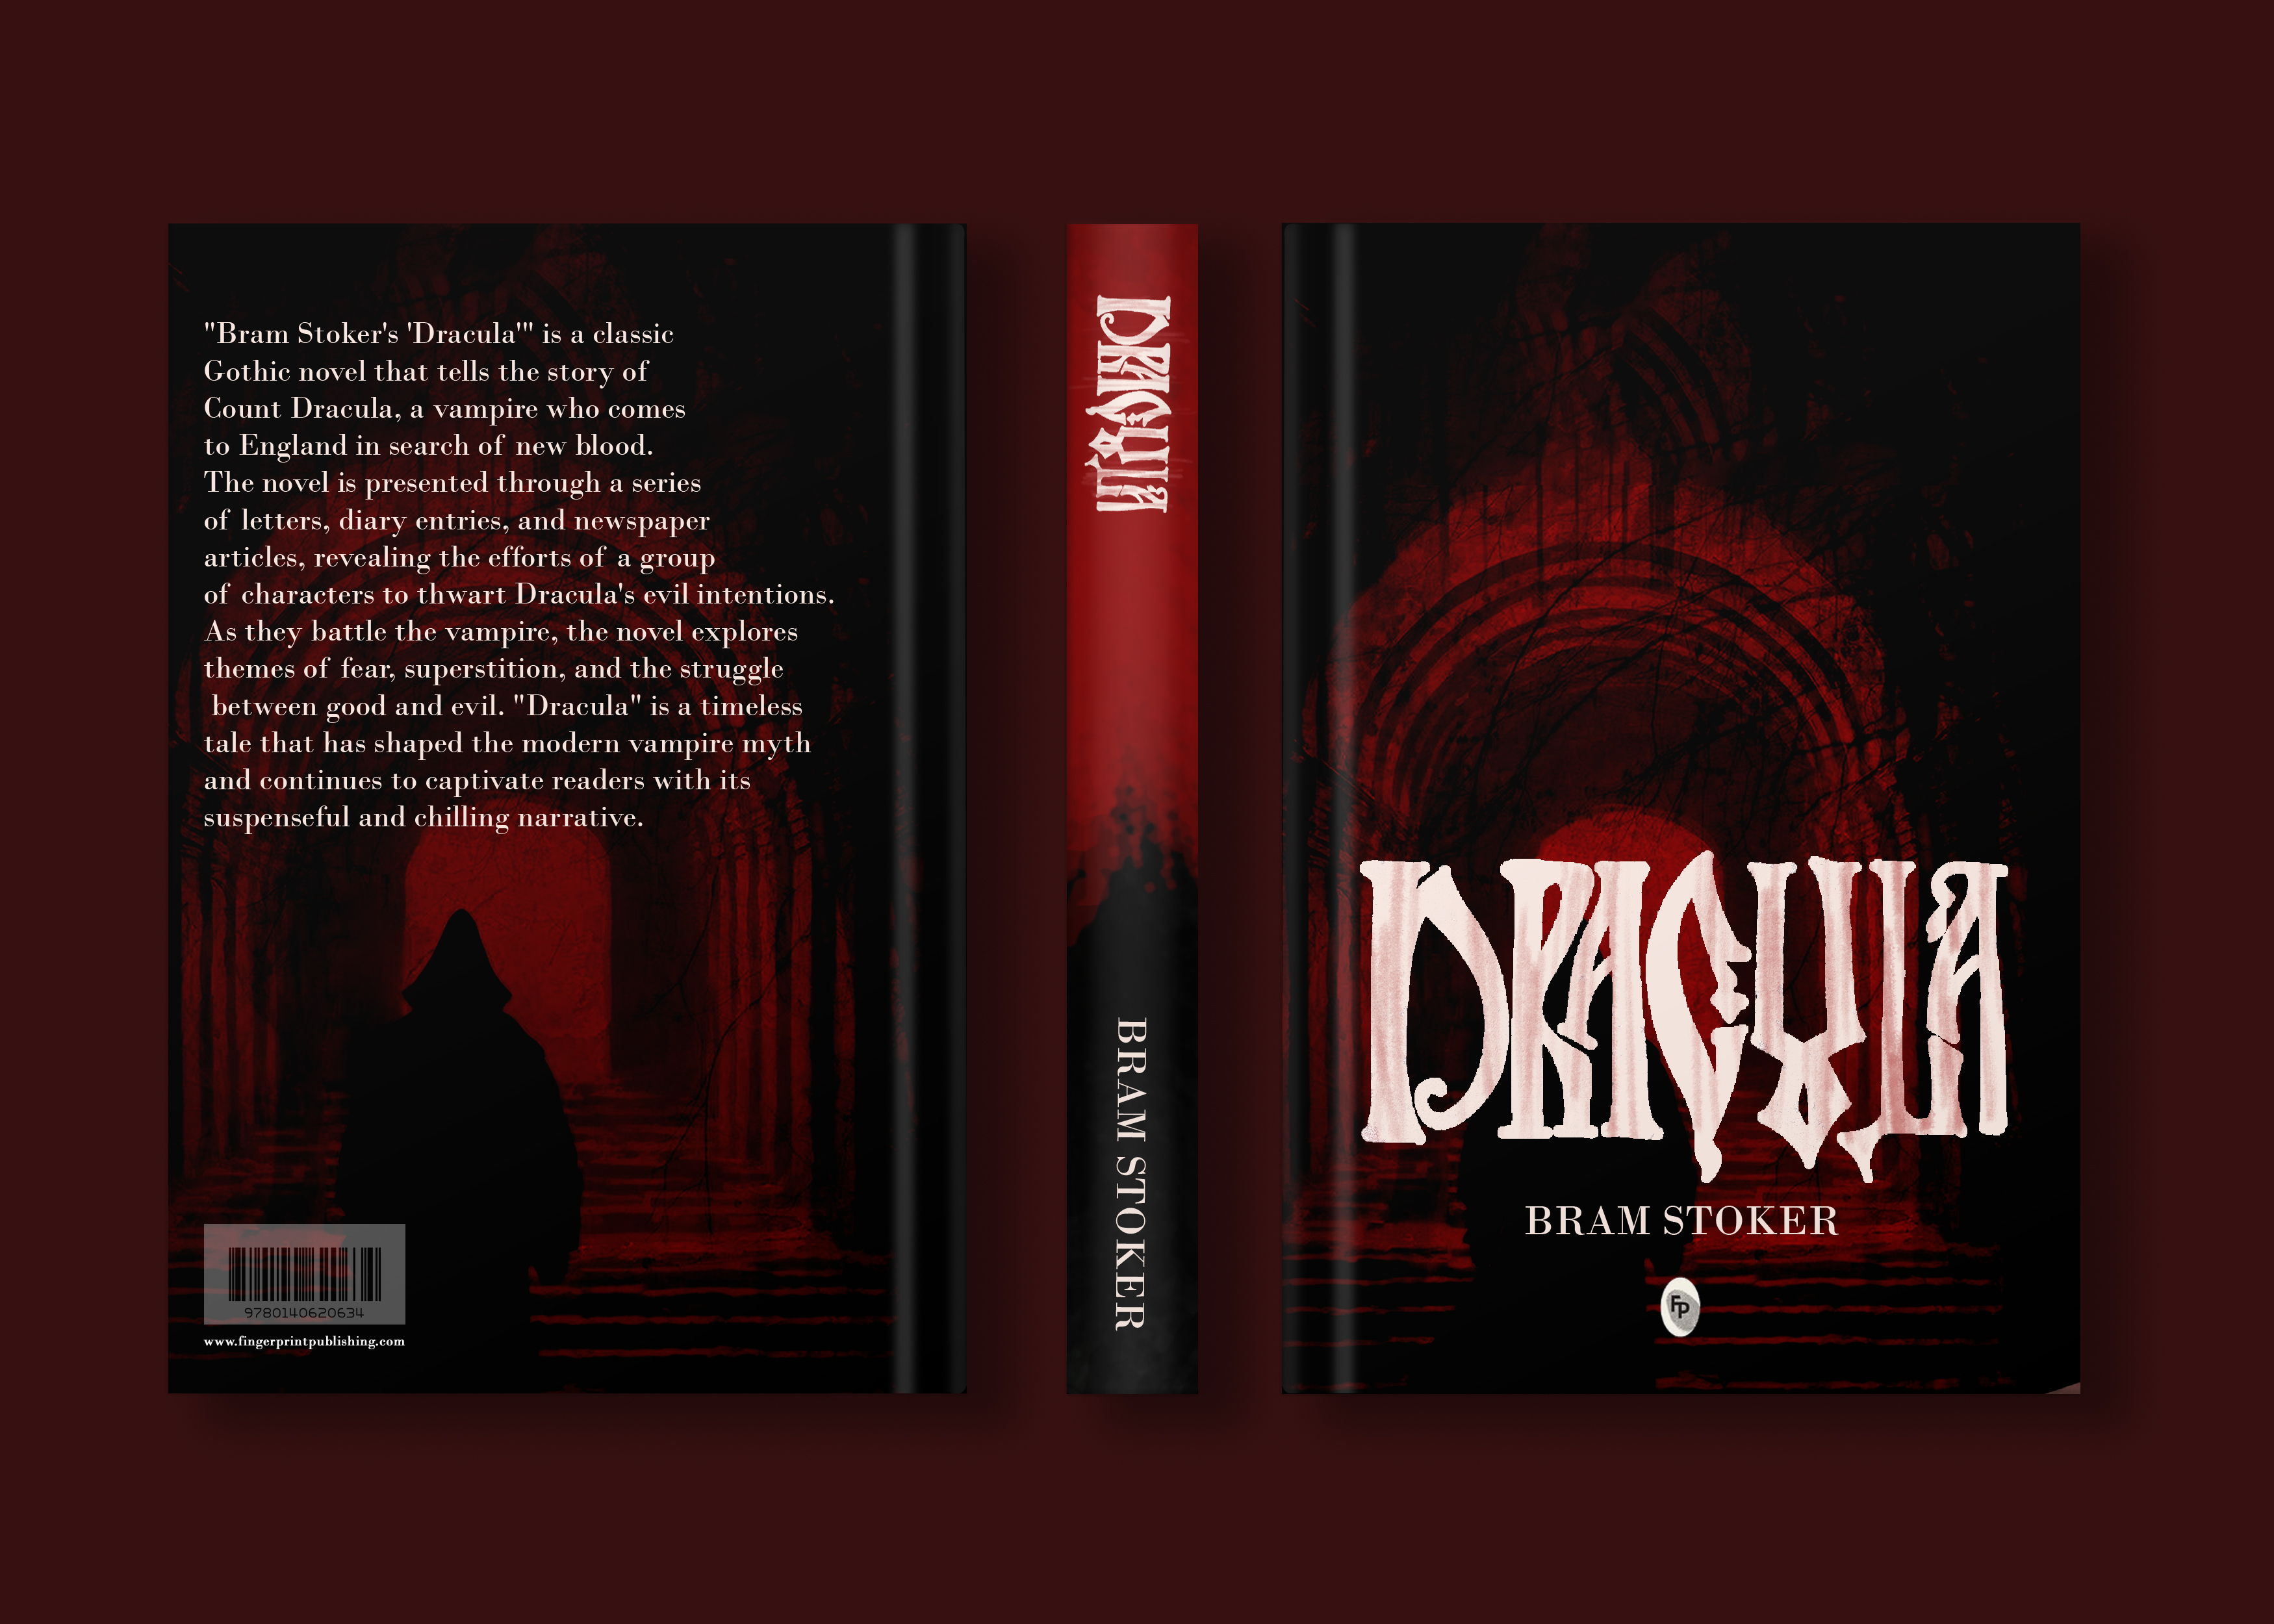 "Bram Stoker's 'Dracula'" is a classic
Gothic novel that tells the story of
Count Dracula, a vampire who comes
to England in search of new blood.
The novel is presented through a series
of letters, diary entries, and newspaper
articles, revealing the efforts of a group
of characters to thwart Dracula's evil intentions.
As they battle the vampire, the novel explores
themes of fear, superstition, and the struggle
between good and evil. "Dracula" is a timeless
tale that has shaped the modern vampire myth
and continues to captivate readers with its
suspenseful and chilling narrative.
9780140620634
www.fingerprintpublishing.com
DRACULA
BRAM STOKER
DRACULA
BRAM STOKER
FP